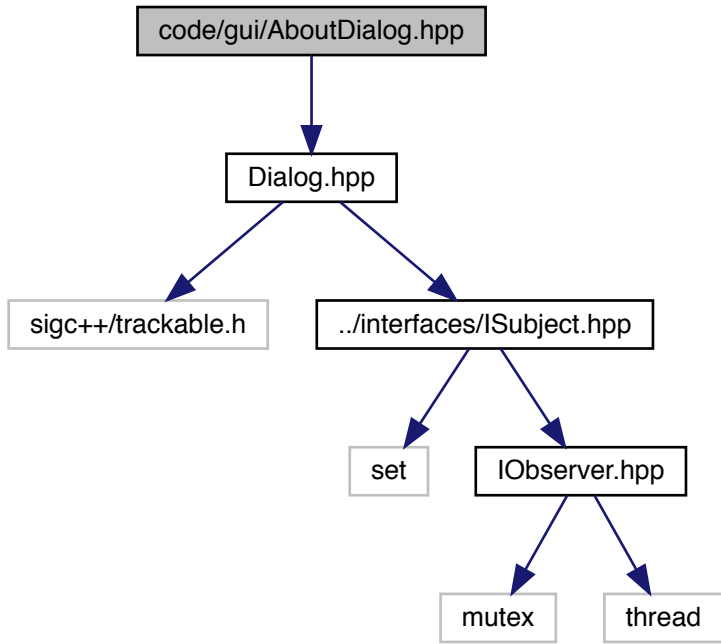 code/gui/AboutDialog.hpp
Dialog.hpp
sigc++/trackable.h
../interfaces/ISubject.hpp
set
IObserver.hpp
mutex
thread